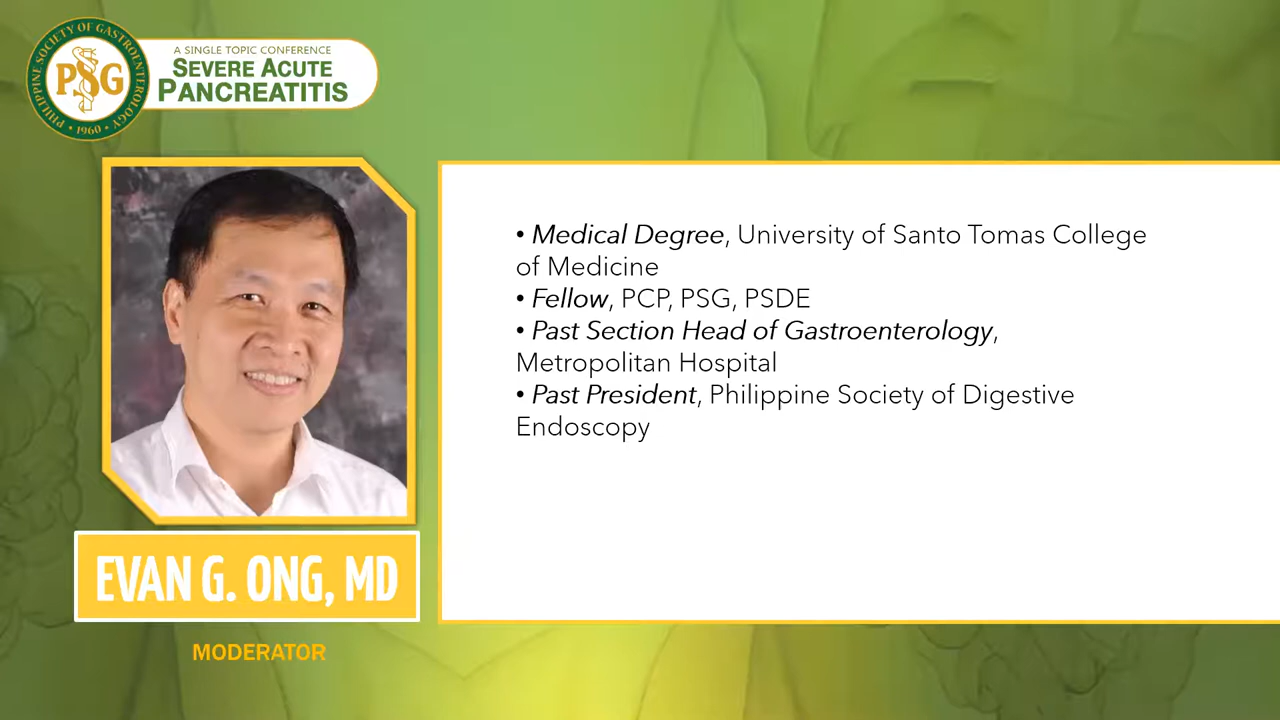 PHILIPPINE SOCIETY OF GASTROENTEROLOGY
PSG
• 1960 •
A SINGLE TOPIC CONFERENCE
SEVERE ACUTE
PANCREATITIS
• Medical Degree, University of Santo Tomas College
of Medicine
• Fellow, PCP, PSG, PSDE
• Past Section Head of Gastroenterology,
Metropolitan Hospital
• Past President, Philippine Society of Digestive
Endoscopy
EVAN G. ONG, MD
MODERATOR